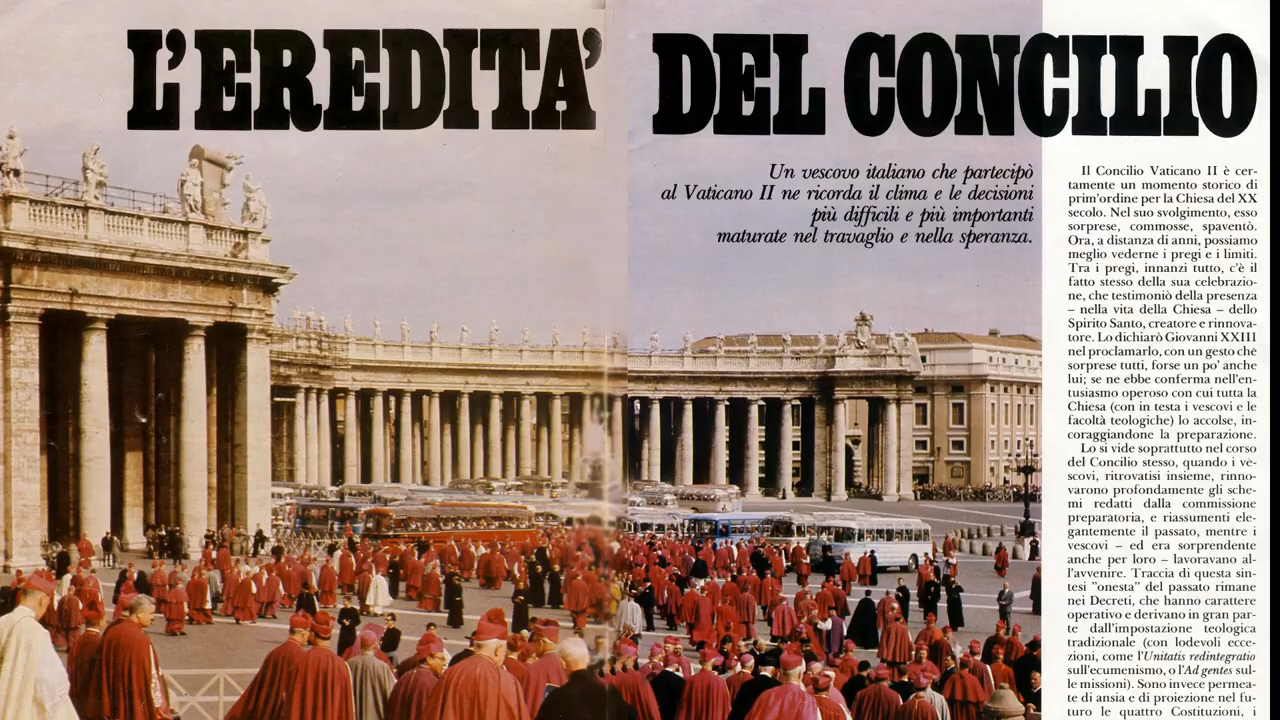 L'EREDITA' DEL CONCILIO
Un vescovo italiano che partecipò
al Vaticano II ne ricorda il clima e le decisioni
più difficili e più importanti
maturate nel travaglio e nella speranza.
Il Concilio Vaticano II è cer-
tamente un momento storico di
prim'ordine per la Chiesa del XX
secolo. Nel suo svolgimento, esso
sorprese, commosse, spaventò.
Ora, a distanza di anni, possiamo
meglio vederne i pregi e i limiti.
Tra i pregi, innanzi tutto, c'è il
fatto stesso della sua celebrazio-
ne, che testimoniò della presenza
– nella vita della Chiesa – dello
Spirito Santo, creatore e rinnova-
tore. Lo dichiarò Giovanni XXIII
nel proclamarlo, con un gesto che
sorprese tutti, forse un po' anche
lui; se ne ebbe conferma nell'en-
tusiasmo operoso con cui tutta la
Chiesa (con in testa i vescovi e le
facoltà teologiche) lo accolse, in-
coraggiandone la preparazione.
Lo si vide soprattutto nel corso
del Concilio stesso, quando i ve-
scovi, ritrovatisi insieme, rinno-
varono profondamente gli sche-
mi redatti dalla commissione
preparatoria, e riassumenti ele-
gantemente il passato, mentre i
vescovi – ed era sorprendente
anche per loro – lavoravano al-
l'avvenire. Traccia di questa sin-
tesi "onesta" del passato rimane
nei Decreti, che hanno carattere
operativo e derivano in gran par-
te dall'impostazione teologica
tradizionale (con lodevoli ecce-
zioni, come l'Unitatis redintegratio
sull'ecumenismo, o l'Ad gentes sul-
le missioni). Sono invece permea-
te di ansia e di proiezione nel fu-
turo le quattro Costituzioni, i